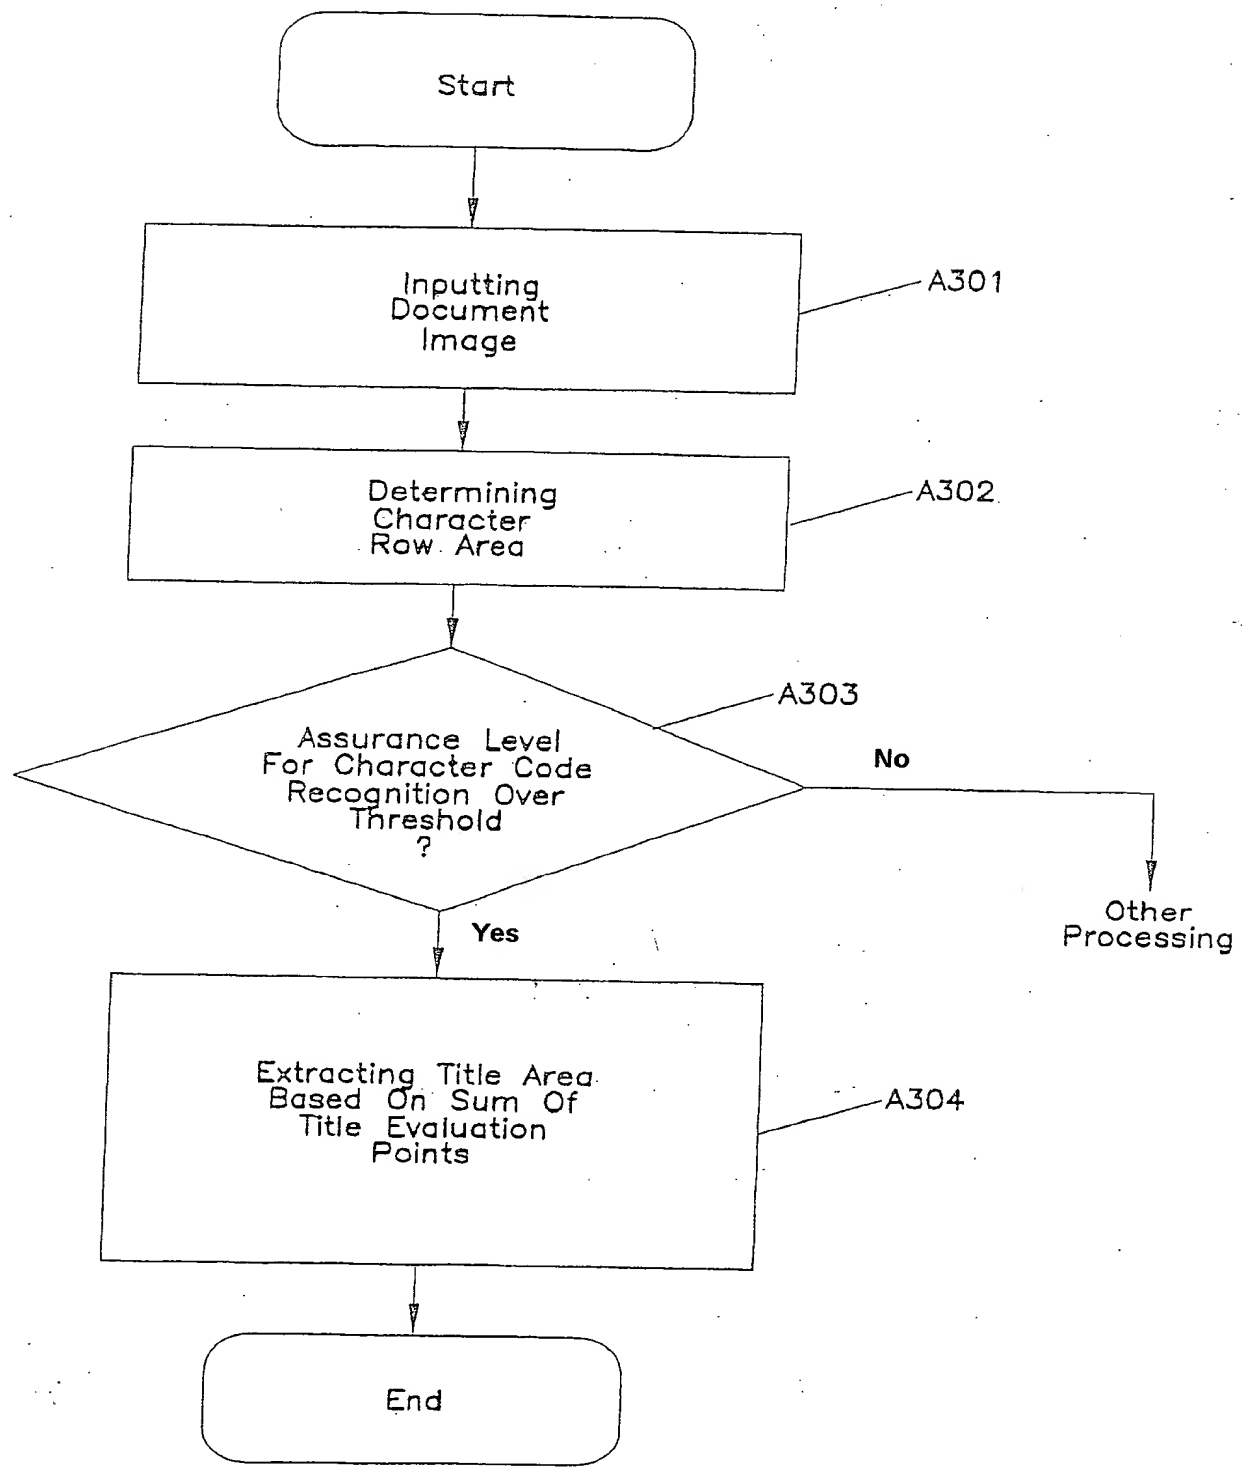 Start
Inputting
Document
Image
A301
Determining
Character
Row Area
A302
A303
Assurance Level
For Character Code
Recognition Over
Threshold
?
No
Other
Processing
Yes
Extracting Title Area
Based On Sum Of
Title Evaluation
Points
A304
End